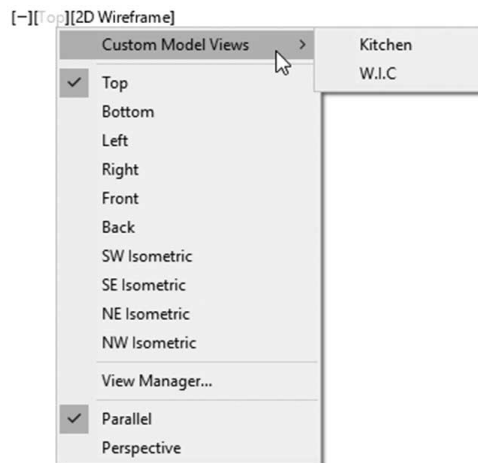 [−][Top][2D Wireframe]
Custom Model Views >
Kitchen
W.I.C
Top
Bottom
Left
Right
Front
Back
SW Isometric
SE Isometric
NE Isometric
NW Isometric
View Manager...
Parallel
Perspective